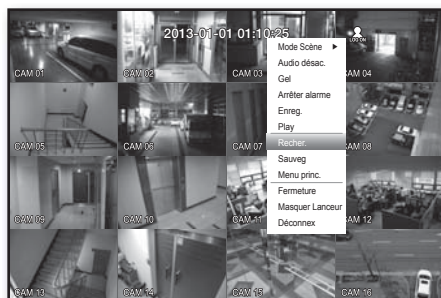 2013-01-01 01:10:25
LOG ON
CAM 01
CAM 02
CAM 03
CAM 04
Mode Scène
Audio désac.
Gel
Arrêter alarme
Enreg.
Play
Recher.
Sauveg
Menu princ.
Fermeture
Masquer Lanceur
Déconnex
CAM 05
CAM 06
CAM 07
CAM 08
CAM 09
CAM 10
CAM 11
CAM 12
CAM 13
CAM 14
CAM 15
CAM 16